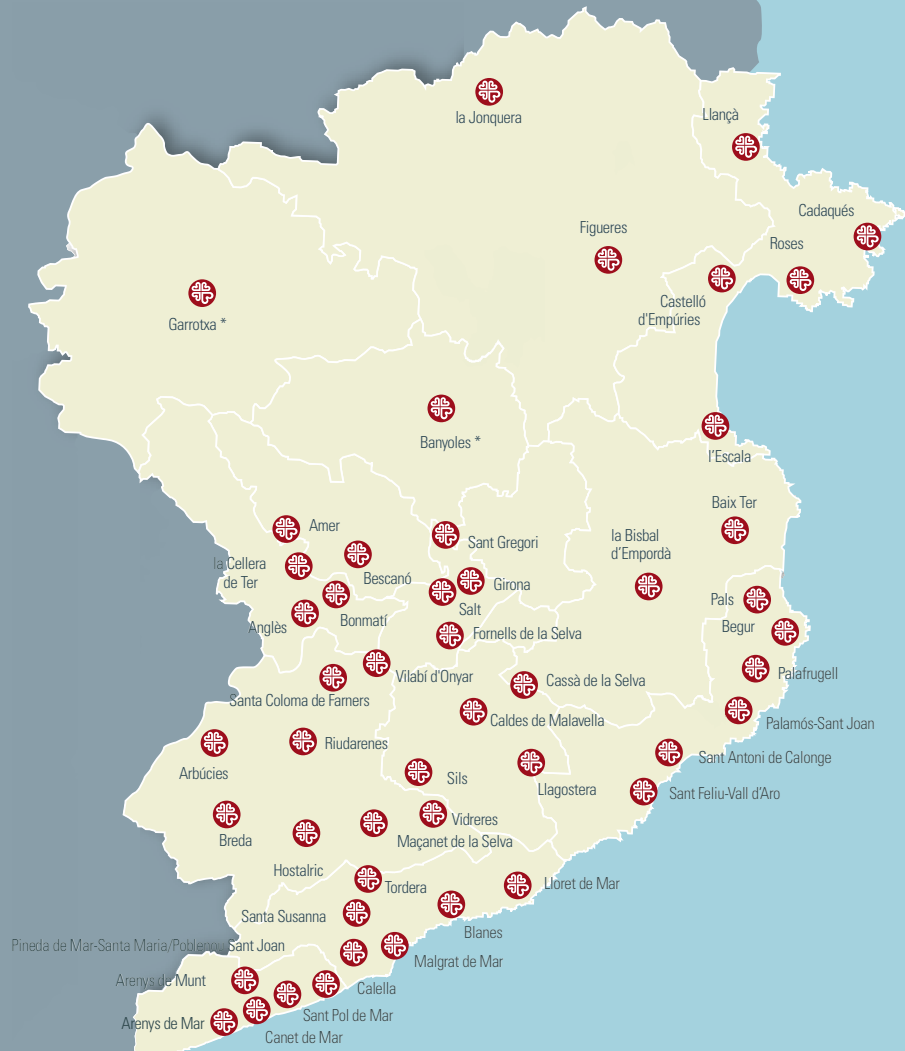 la Jonquera
Llançà
Cadaqués
Figueres
Roses
Castelló
d'Empúries
Garrotxa *
Banyoles *
l'Escala
Baix Ter
Amer
la Bisbal
d'Empordà
Sant Gregori
la Cellera
de Ter
Bescanó
Girona
Salt
Pals
Bonmatí
Anglès
Begur
Fornells de la Selva
Vilabí d'Onyar
Palafrugell
Cassà de la Selva
Santa Coloma de Farners
Caldes de Malavella
Palamós-Sant Joan
Riudarenes
Arbúcies
Sant Antoni de Calonge
Sils
Llagostera
Sant Feliu-Vall d'Aro
Vidreres
Breda
Maçanet de la Selva
Hostalric
Tordera
Lloret de Mar
Santa Susanna
Blanes
Pineda de Mar-Santa Maria/Poblenou/Sant Joan
Malgrat de Mar
Arenys de Munt
Calella
Sant Pol de Mar
Arenys de Mar
Canet de Mar